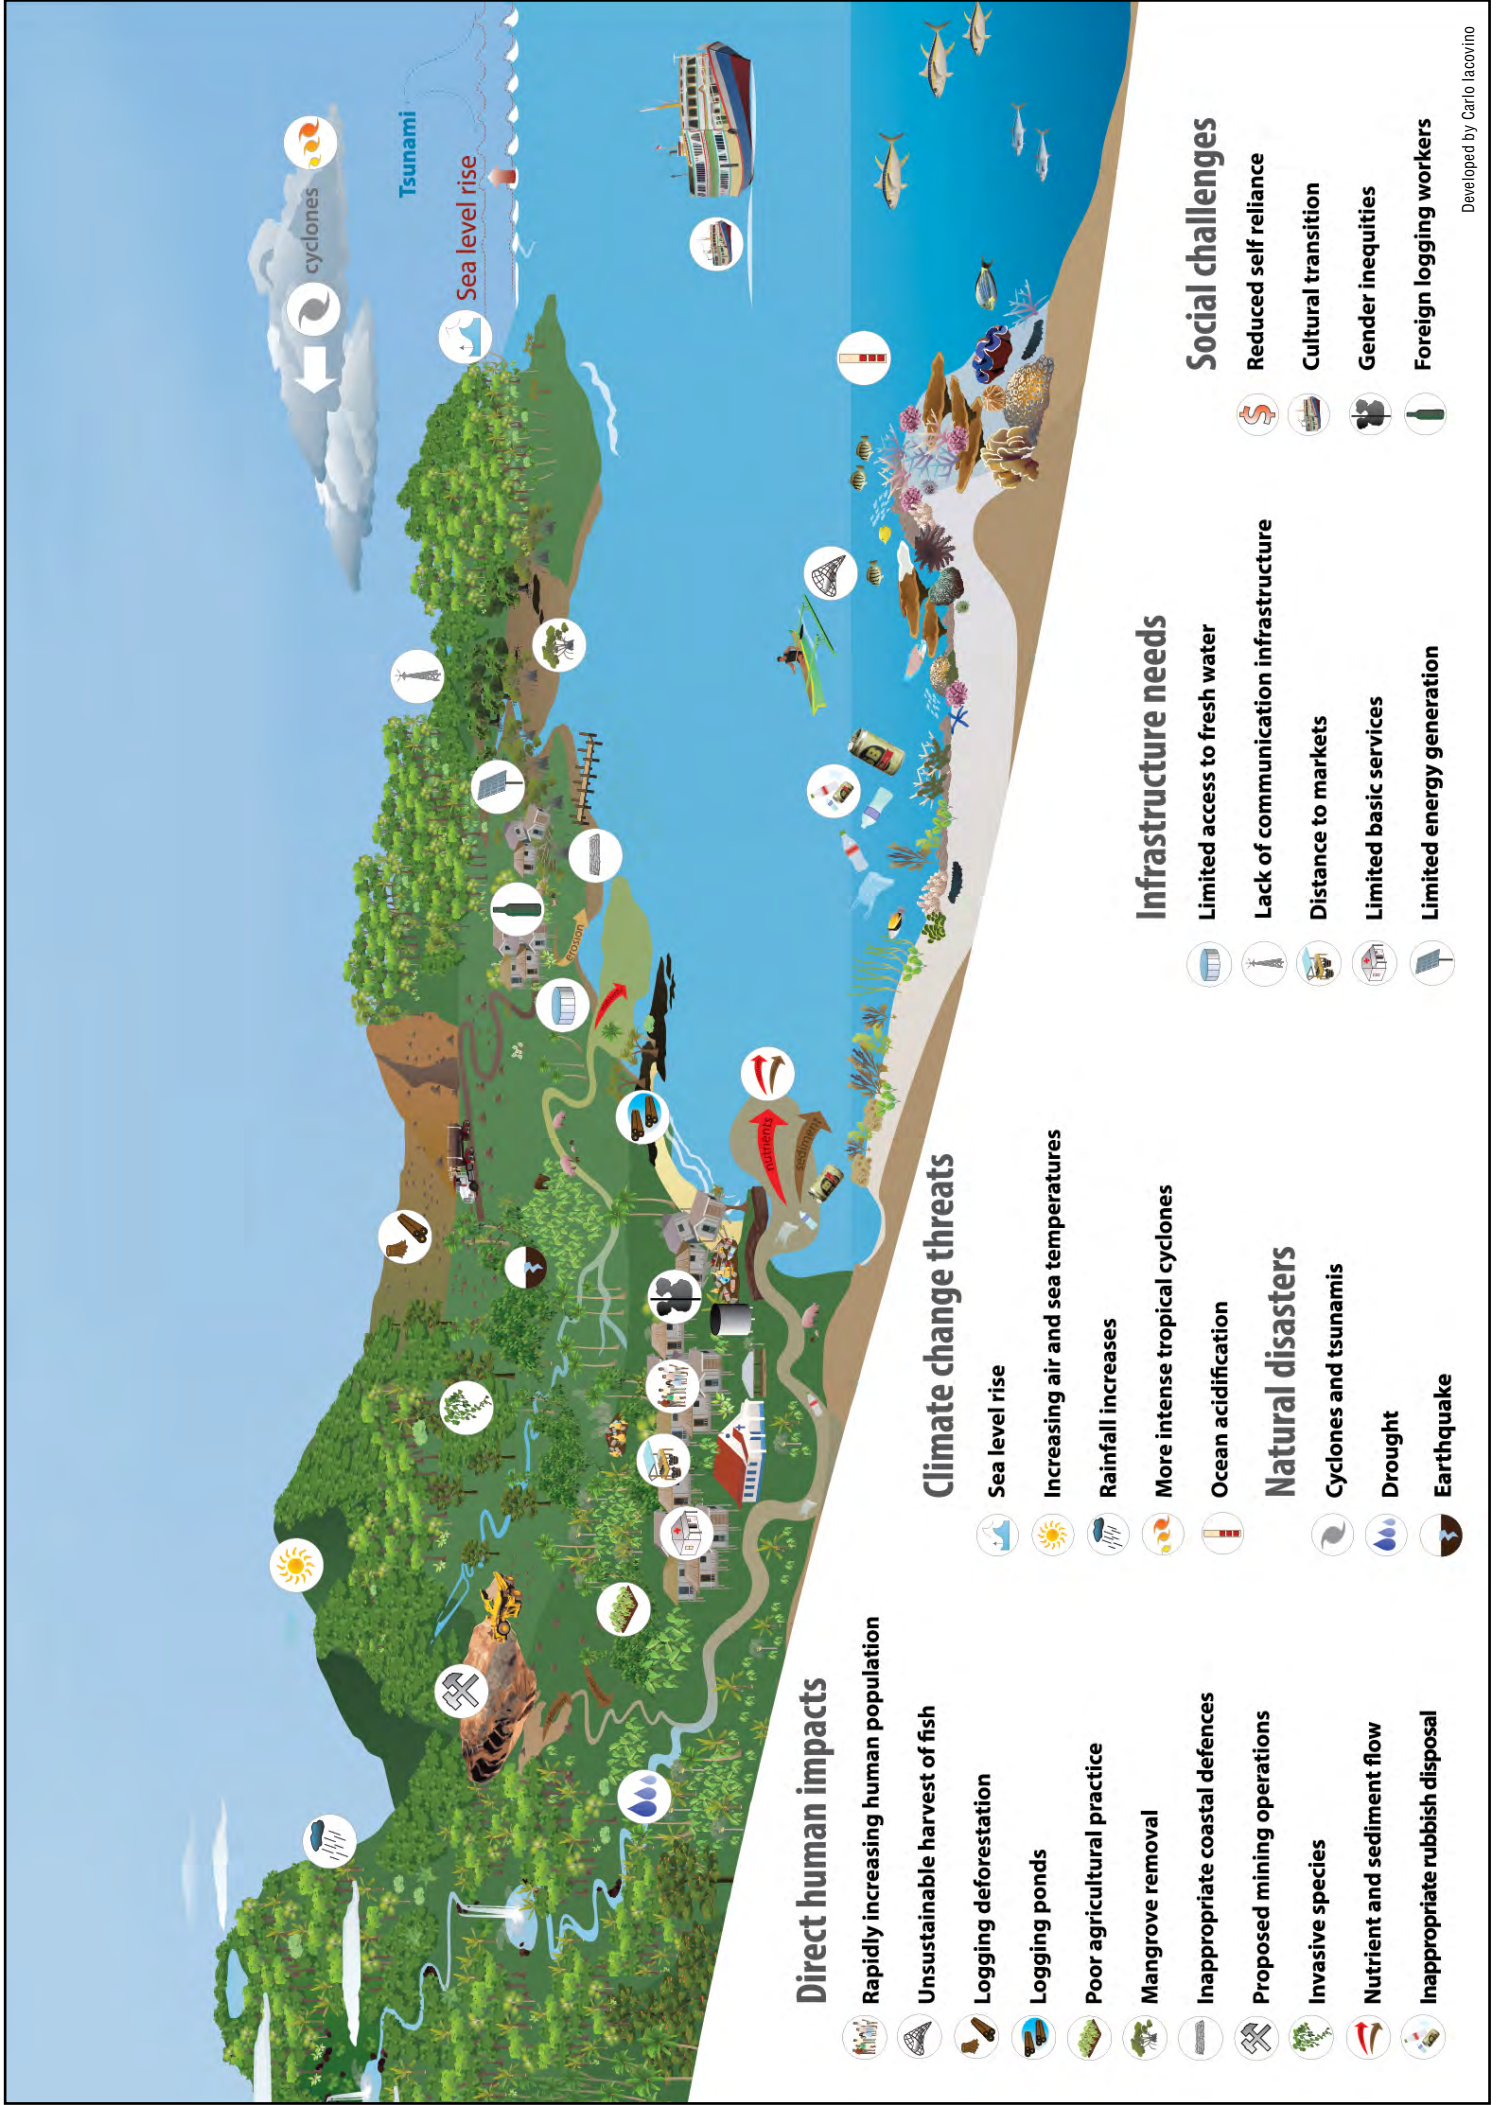 cyclones
Tsunami
Sea level rise
erosion
nutrients
sediment
Direct human impacts
Rapidly increasing human population
Unsustainable harvest of fish
Logging deforestation
Logging ponds
Poor agricultural practice
Mangrove removal
Inappropriate coastal defences
Proposed mining operations
Invasive species
Nutrient and sediment flow
Inappropriate rubbish disposal
Climate change threats
Sea level rise
Increasing air and sea temperatures
Rainfall increases
More intense tropical cyclones
Ocean acidification
Natural disasters
Cyclones and tsunamis
Drought
Earthquake
Infrastructure needs
Limited access to fresh water
Lack of communication infrastructure
Distance to markets
Limited basic services
Limited energy generation
Social challenges
Reduced self reliance
Cultural transition
Gender inequities
Foreign logging workers
Developed by Carlo Iacovino